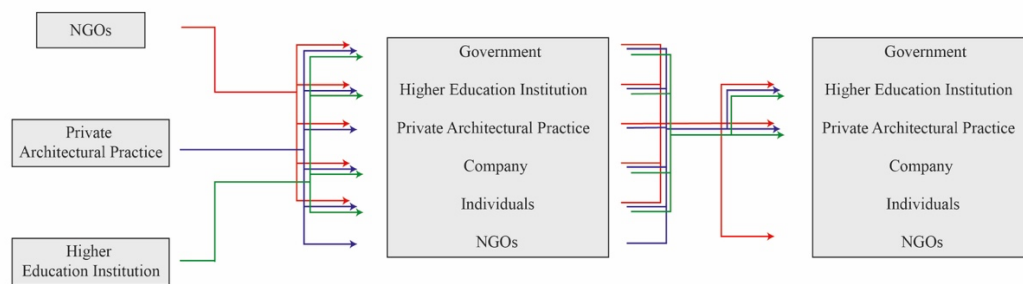 NGOs
Private
Architectural Practice
Higher
Education Institution
Government
Higher Education Institution
Private Architectural Practice
Company
Individuals
NGOs
Government
Higher Education Institution
Private Architectural Practice
Company
Individuals
NGOs